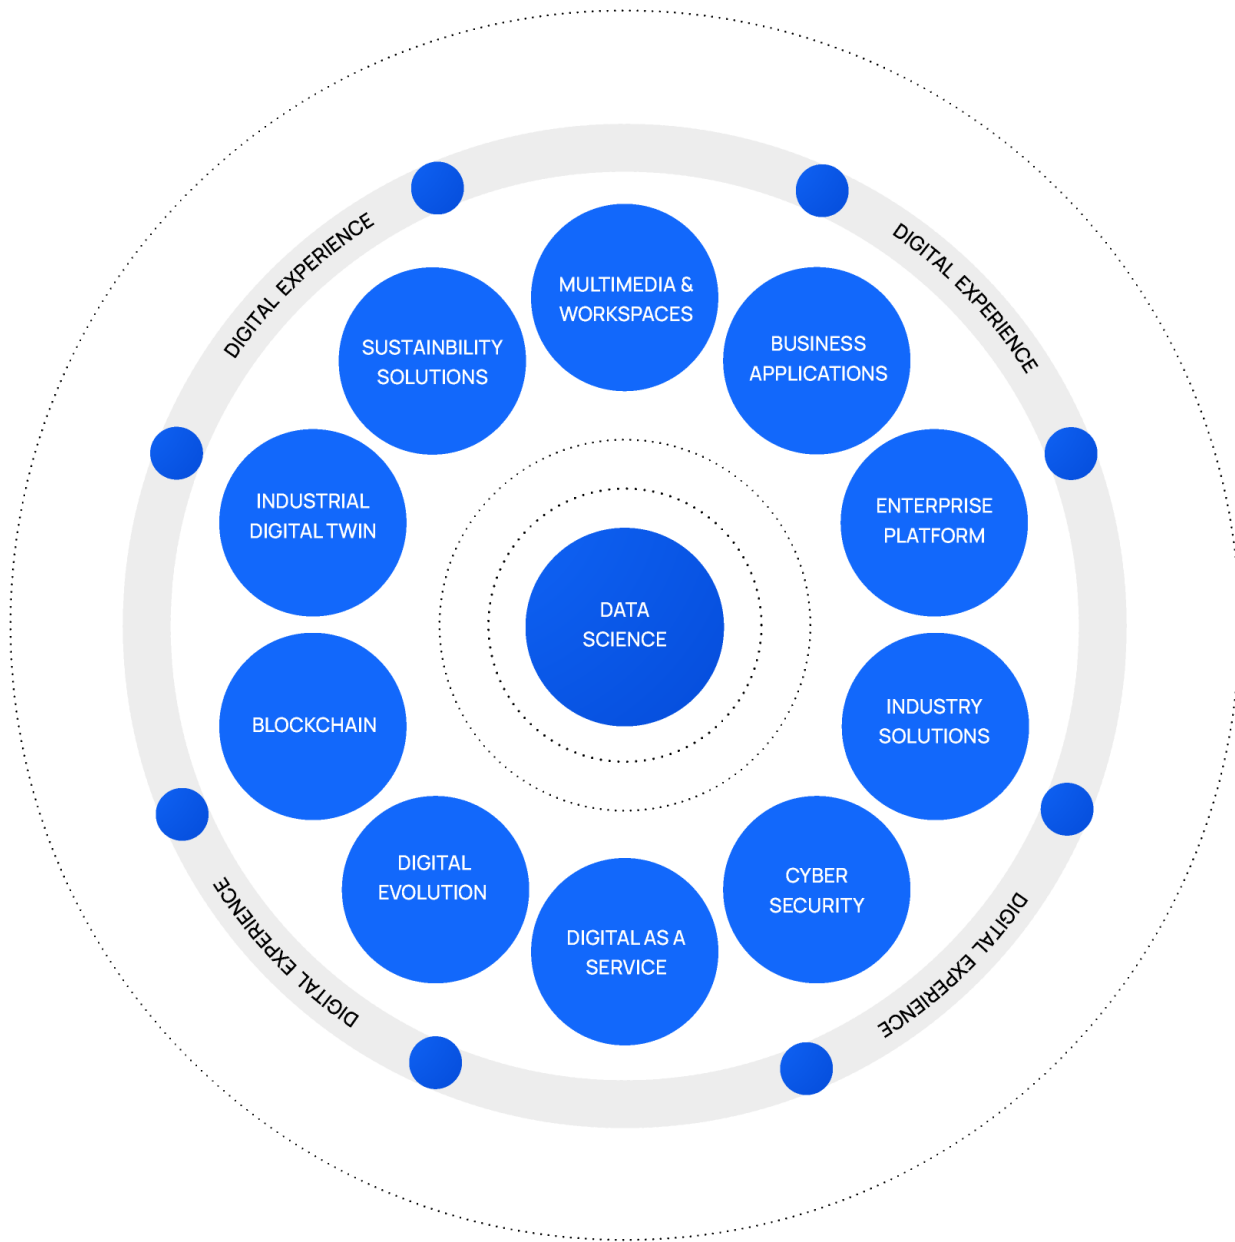 DIGITAL EXPERIENCE
DIGITAL EXPERIENCE
MULTIMEDIA &
WORKSPACES
SUSTAINBILITY
SOLUTIONS
BUSINESS
APPLICATIONS
INDUSTRIAL
DIGITAL TWIN
ENTERPRISE
PLATFORM
DATA
SCIENCE
BLOCKCHAIN
INDUSTRY
SOLUTIONS
DIGITAL
EVOLUTION
CYBER
SECURITY
DIGITAL AS A
SERVICE
DIGITAL EXPERIENCE
DIGITAL EXPERIENCE